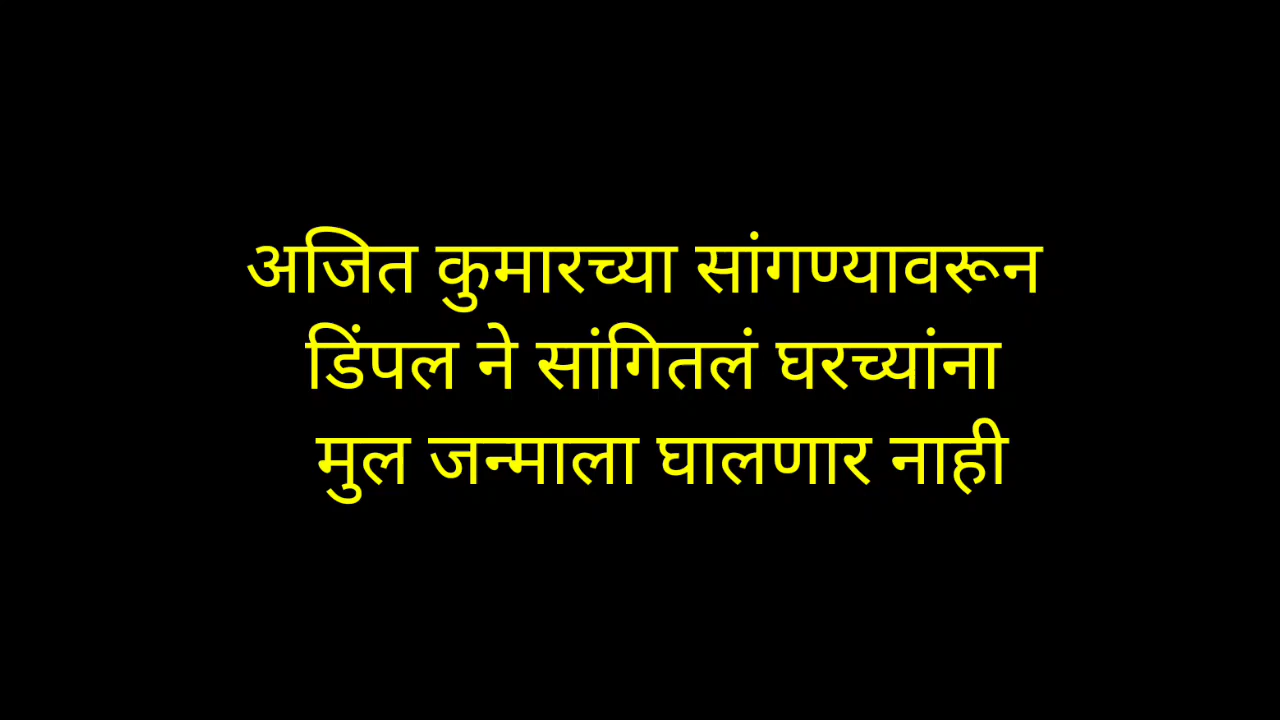 अजित कुमारच्या सांगण्यावरून
डिंपल ने सांगितलं घरच्यांना
मुल जन्माला घालणार नाही